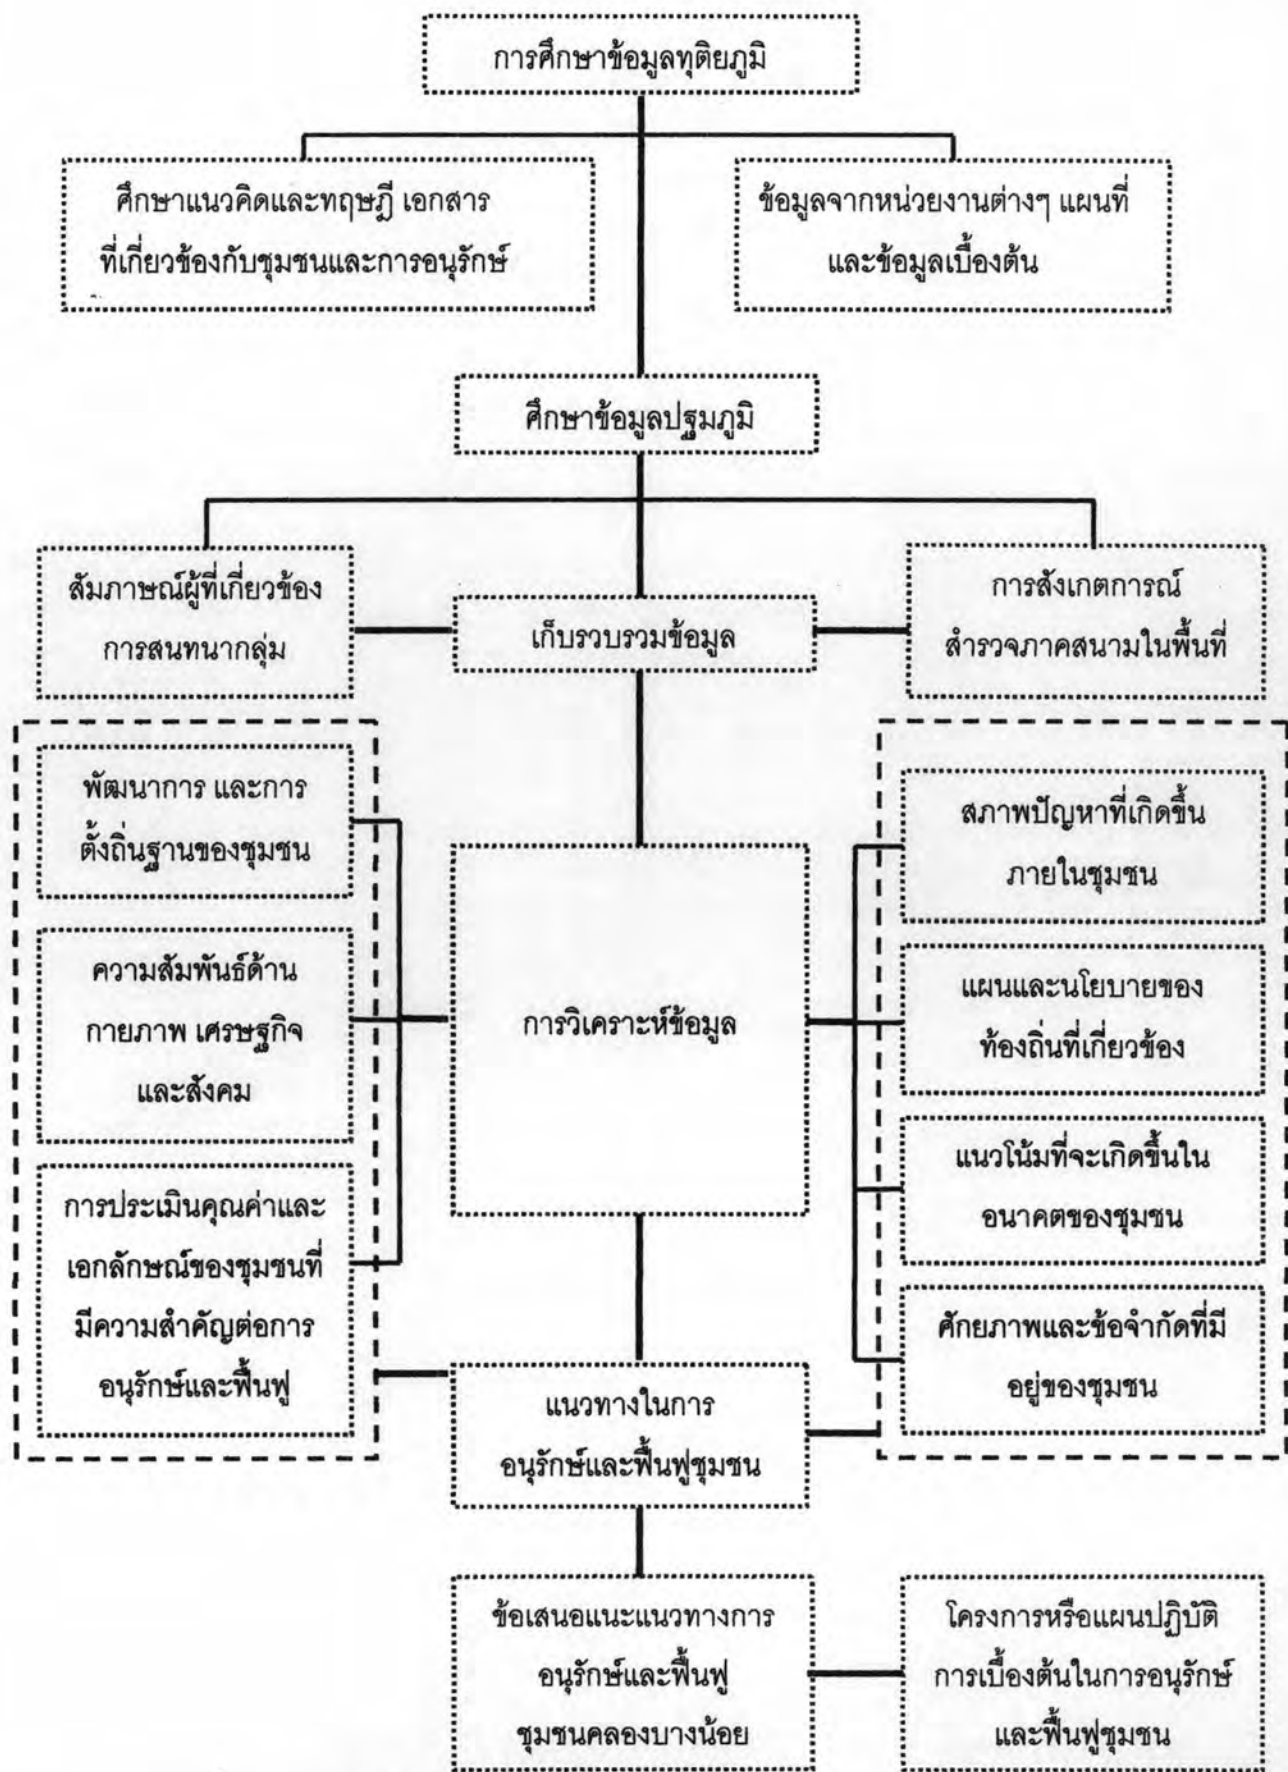 การศึกษาข้อมูลทุติยภูมิ
ศึกษาแนวคิดและทฤษฎี เอกสาร
ที่เกี่ยวข้องกับชุมชนและการอนุรักษ์
ข้อมูลจากหน่วยงานต่างๆ แผนที่
และข้อมูลเบื้องต้น
ศึกษาข้อมูลปฐมภูมิ
สัมภาษณ์ผู้ที่เกี่ยวข้อง
การสนทนากลุ่ม
เก็บรวบรวมข้อมูล
การสังเกตการณ์
สำรวจภาคสนามในพื้นที่
พัฒนาการ และการ
ตั้งถิ่นฐานของชุมชน
ความสัมพันธ์ด้าน
กายภาพ เศรษฐกิจ
และสังคม
การประเมินคุณค่าและ
เอกลักษณ์ของชุมชนที่
มีความสำคัญต่อการ
อนุรักษ์และฟื้นฟู
การวิเคราะห์ข้อมูล
สภาพปัญหาที่เกิดขึ้น
ภายในชุมชน
แผนและนโยบายของ
ท้องถิ่นที่เกี่ยวข้อง
แนวโน้มที่จะเกิดขึ้นใน
อนาคตของชุมชน
ศักยภาพและข้อจำกัดที่มี
อยู่ของชุมชน
แนวทางในการ
อนุรักษ์และฟื้นฟูชุมชน
ข้อเสนอแนะแนวทางการ
อนุรักษ์และฟื้นฟู
ชุมชนคลองบางน้อย
โครงการหรือแผนปฏิบัติ
การเบื้องต้นในการอนุรักษ์
และฟื้นฟูชุมชน